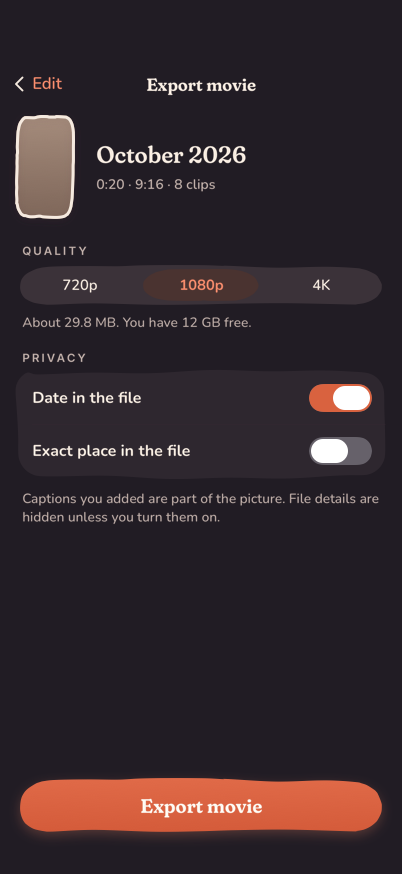 Edit
Export movie
October 2026
0:20 · 9:16 · 8 clips
QUALITY
720p
1080p
4K
About 29.8 MB. You have 12 GB free.
PRIVACY
Date in the file
Exact place in the file
Captions you added are part of the picture. File details are
hidden unless you turn them on.
Export movie